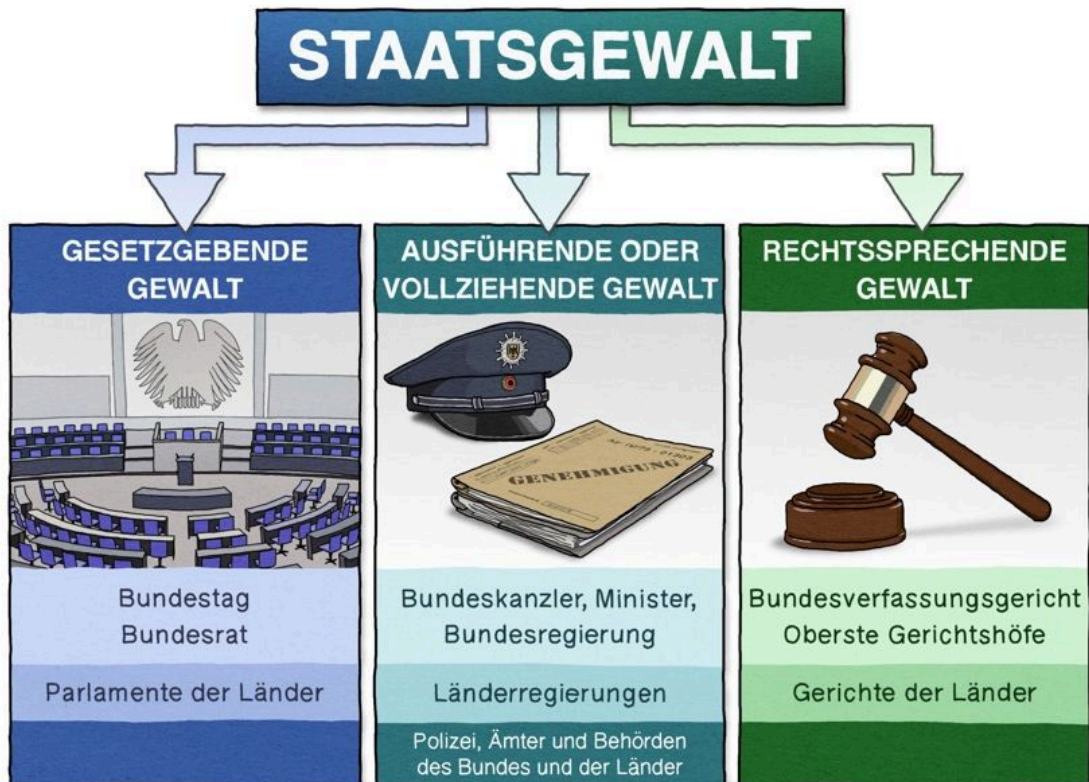 STAATSGEWALT
GESETZGEBENDE
GEWALT
Bundestag
Bundesrat
Parlamente der Länder
AUSFÜHRENDE ODER
VOLLZIEHENDE GEWALT
GENEHMIGUNG
Bundeskanzler, Minister,
Bundesregierung
Länderregierungen
Polizei, Ämter und Behörden
des Bundes und der Länder
RECHTSSPRECHENDE
GEWALT
Bundesverfassungsgericht
Oberste Gerichtshöfe
Gerichte der Länder